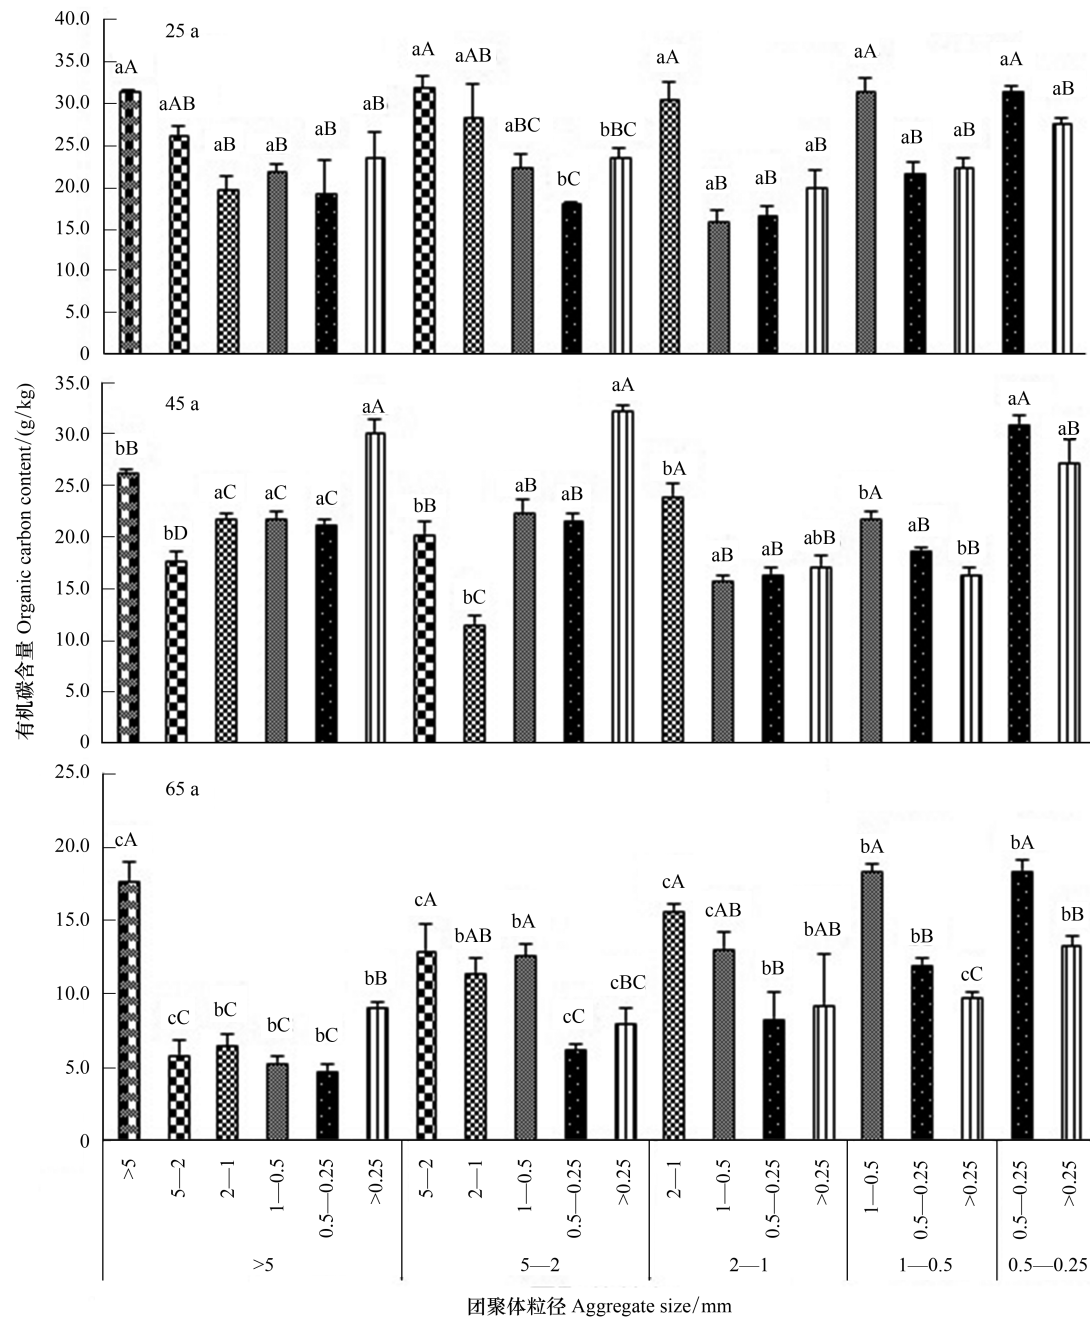 40.0
25 a
35.0
30.0
25.0
20.0
15.0
10.0
5.0
0
aA aAB aB aB aB aB aA aAB aBC bC bBC aA aB aB aB aA aB aB aA aB
35.0
45 a
30.0
25.0
20.0
15.0
10.0
5.0
0
bB bD aC aC aC aA bB bC aB aB aA bA aB aB abB bA aB bB aA aB
有机碳含量 Organic carbon content/(g/kg)
25.0
65 a
20.0
15.0
10.0
5.0
0
cA cC bC bC bC bB cA bAB bA cC cBC cA cAB bB bAB bA bB cC bA bB
>5 5—2 2—1 1—0.5 0.5—0.25 >0.25 5—2 2—1 1—0.5 0.5—0.25 >0.25 2—1 1—0.5 0.5—0.25 >0.25 1—0.5 0.5—0.25 >0.25 0.5—0.25 >0.25
>5 5—2 2—1 1—0.5 0.5—0.25
团聚体粒径 Aggregate size/mm